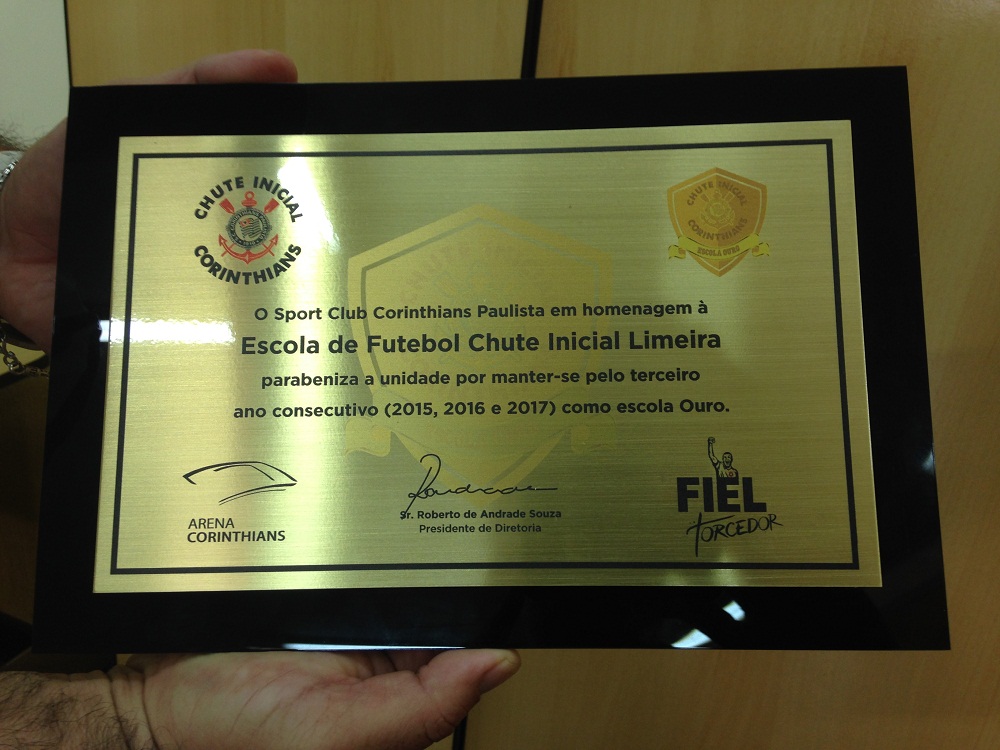 CHUTE INICIAL
CORINTHIANS
CHUTE INICIAL
CORINTHIANS
ESCOLA OURO
O Sport Club Corinthians Paulista em homenagem à
Escola de Futebol Chute Inicial Limeira
parabeniza a unidade por manter-se pelo terceiro
ano consecutivo (2015, 2016 e 2017) como escola Ouro.
ARENA
CORINTHIANS
Sr. Roberto de Andrade Souza
Presidente de Diretoria
FIEL
TORCEDOR